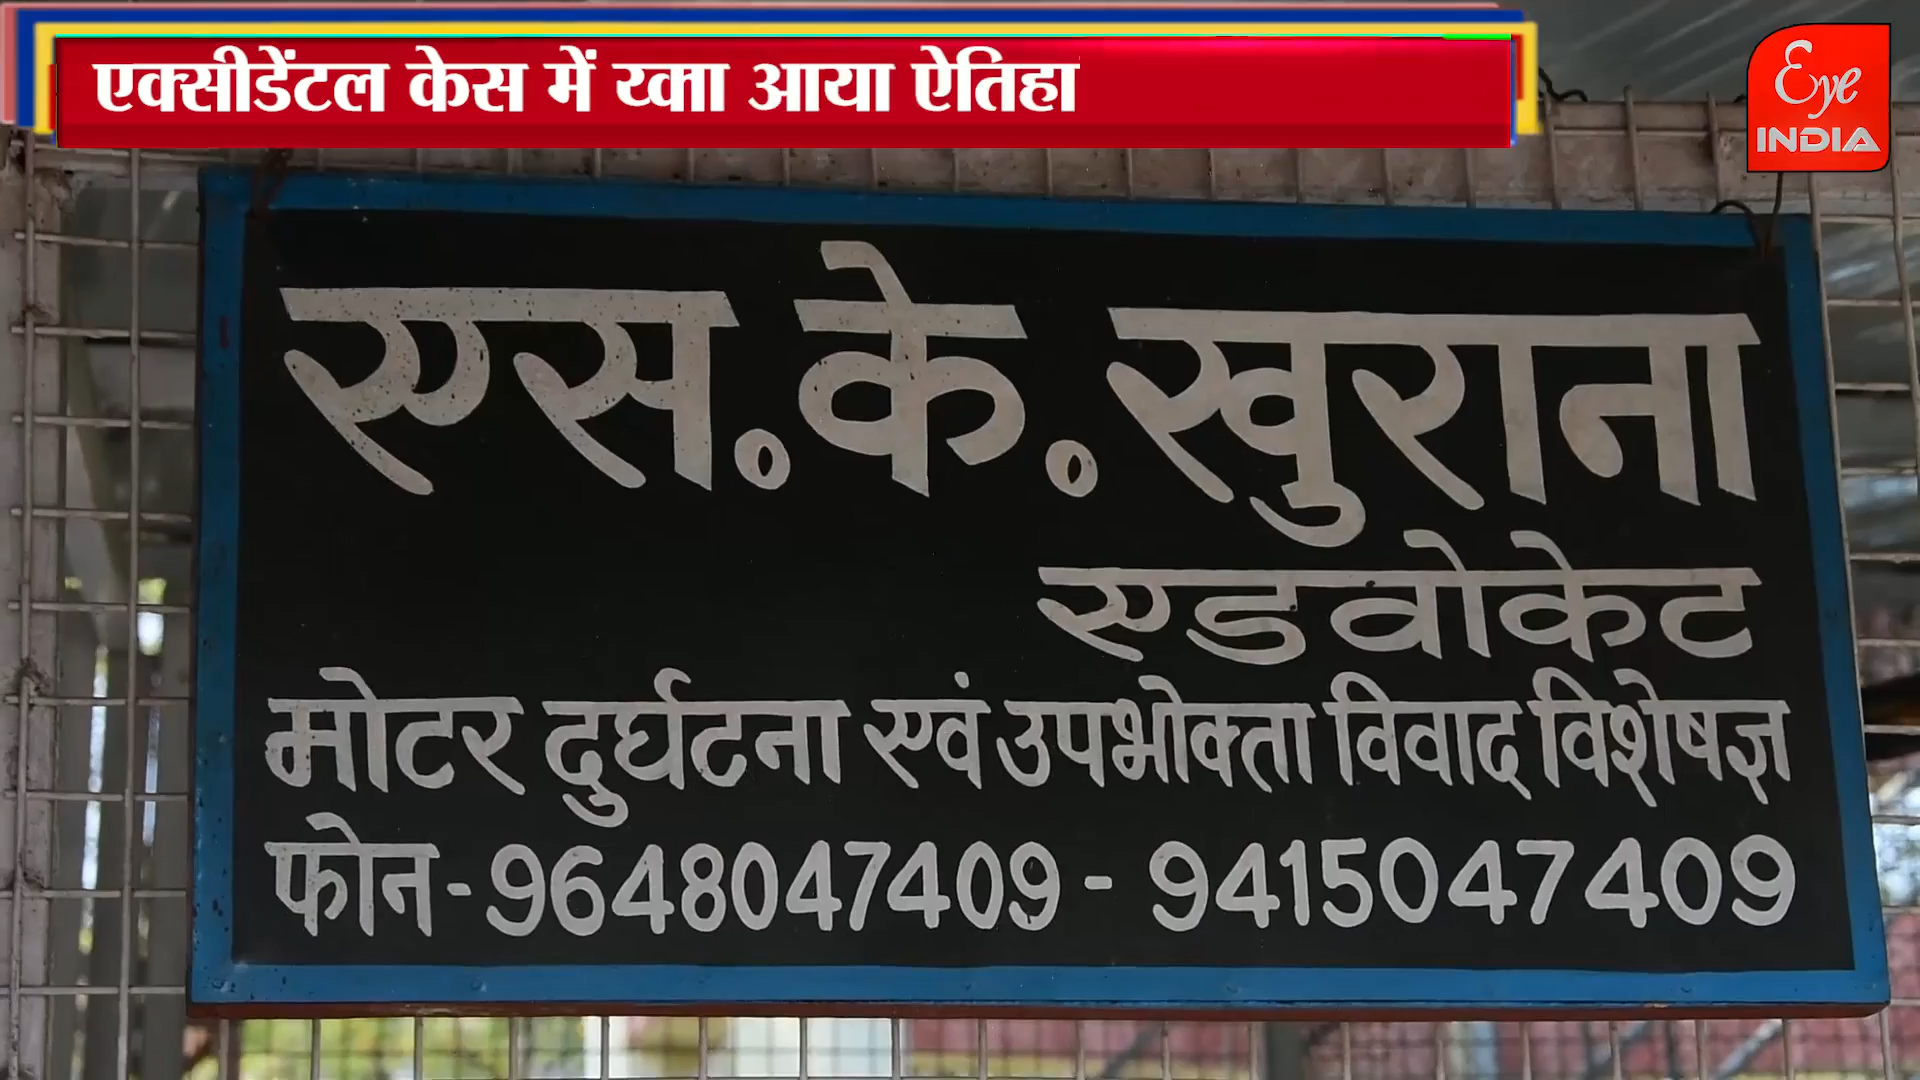 एक्सीडेंटल केस में आया ऐतिहा
Eye
INDIA
एस.के.खुराना
एडवोकेट
मोटर दुर्घटना एवं उपभोक्ता विवाद विशेषज्ञ
फोन-9648047409 - 9415047409